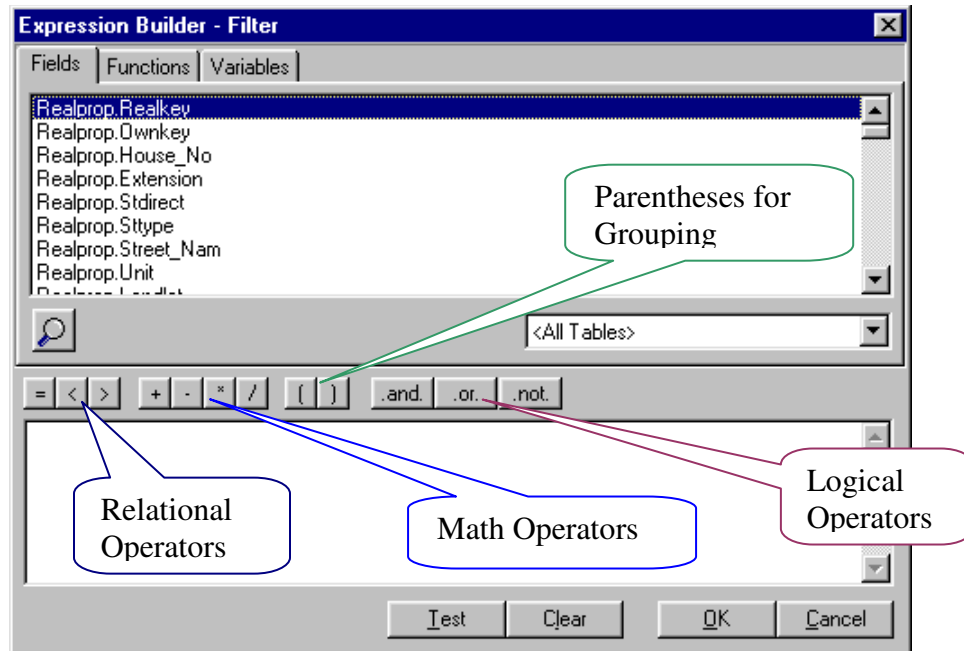 Expression Builder - Filter
Fields Functions Variables
Realprop.Realkey
Realprop.Ownkey
Realprop.House_No
Realprop.Extension
Realprop.Stdirect
Realprop.Sttype
Realprop.Street_Nam
Realprop.Unit
Parentheses for
Grouping
<All Tables>
= < > + - * / ( ) .and. .or. .not.
Relational
Operators
Math Operators
Logical
Operators
Test Clear OK Cancel